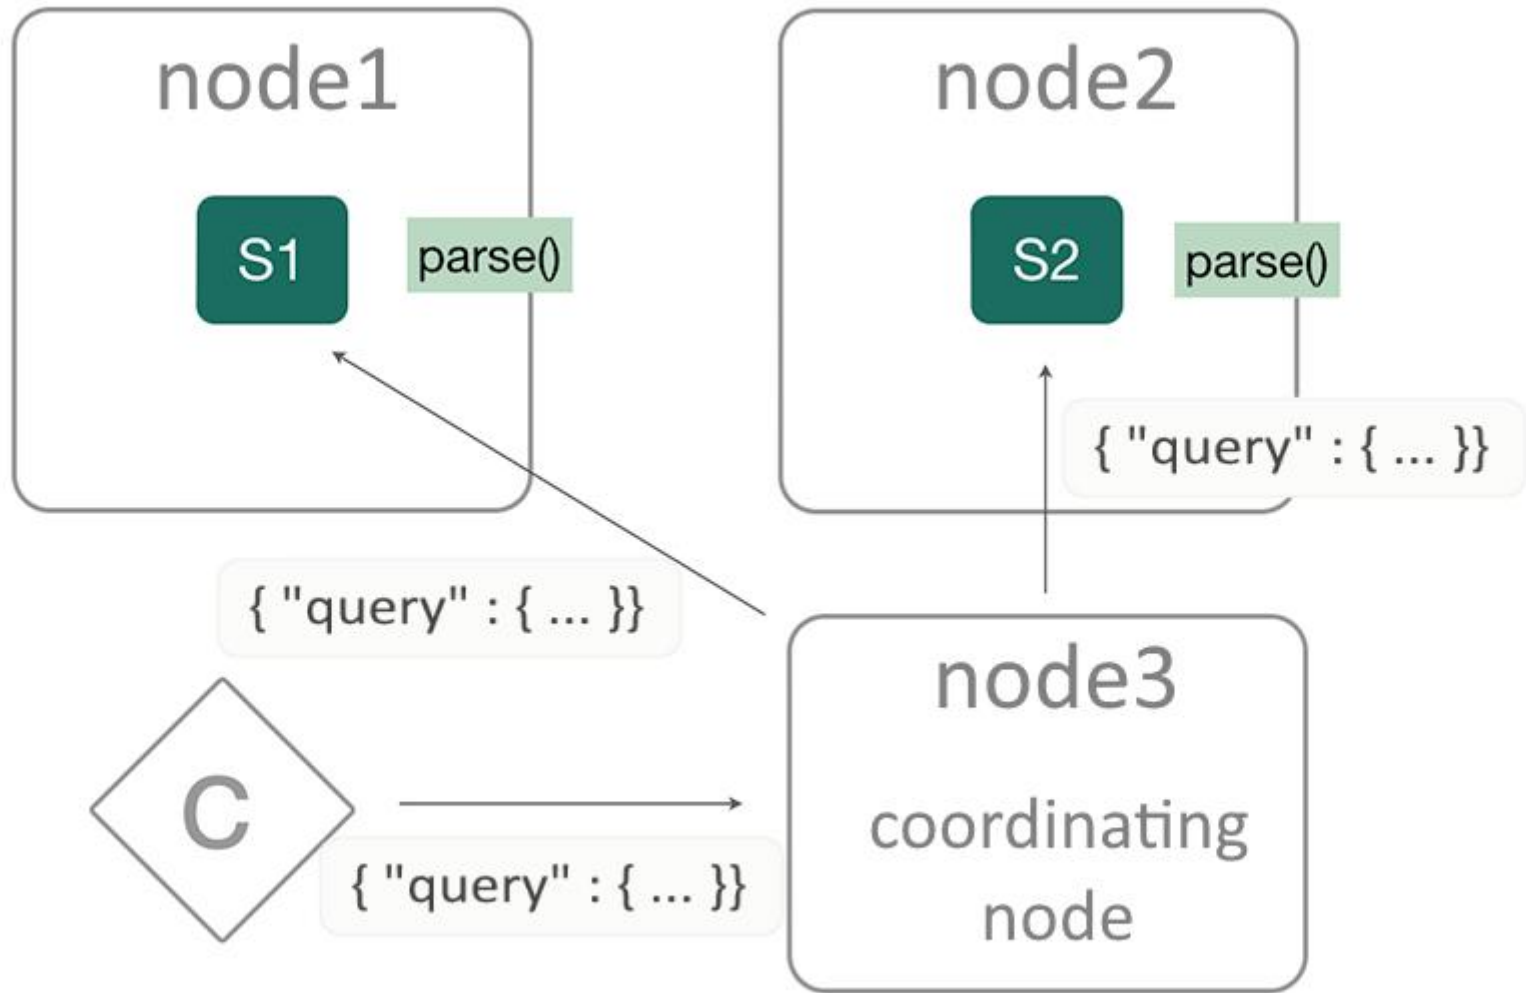 node1
node2
S1
parse()
S2
parse()
{ "query" : { ... }}
{ "query" : { ... }}
node3
C
coordinating
node
{ "query" : { ... }}